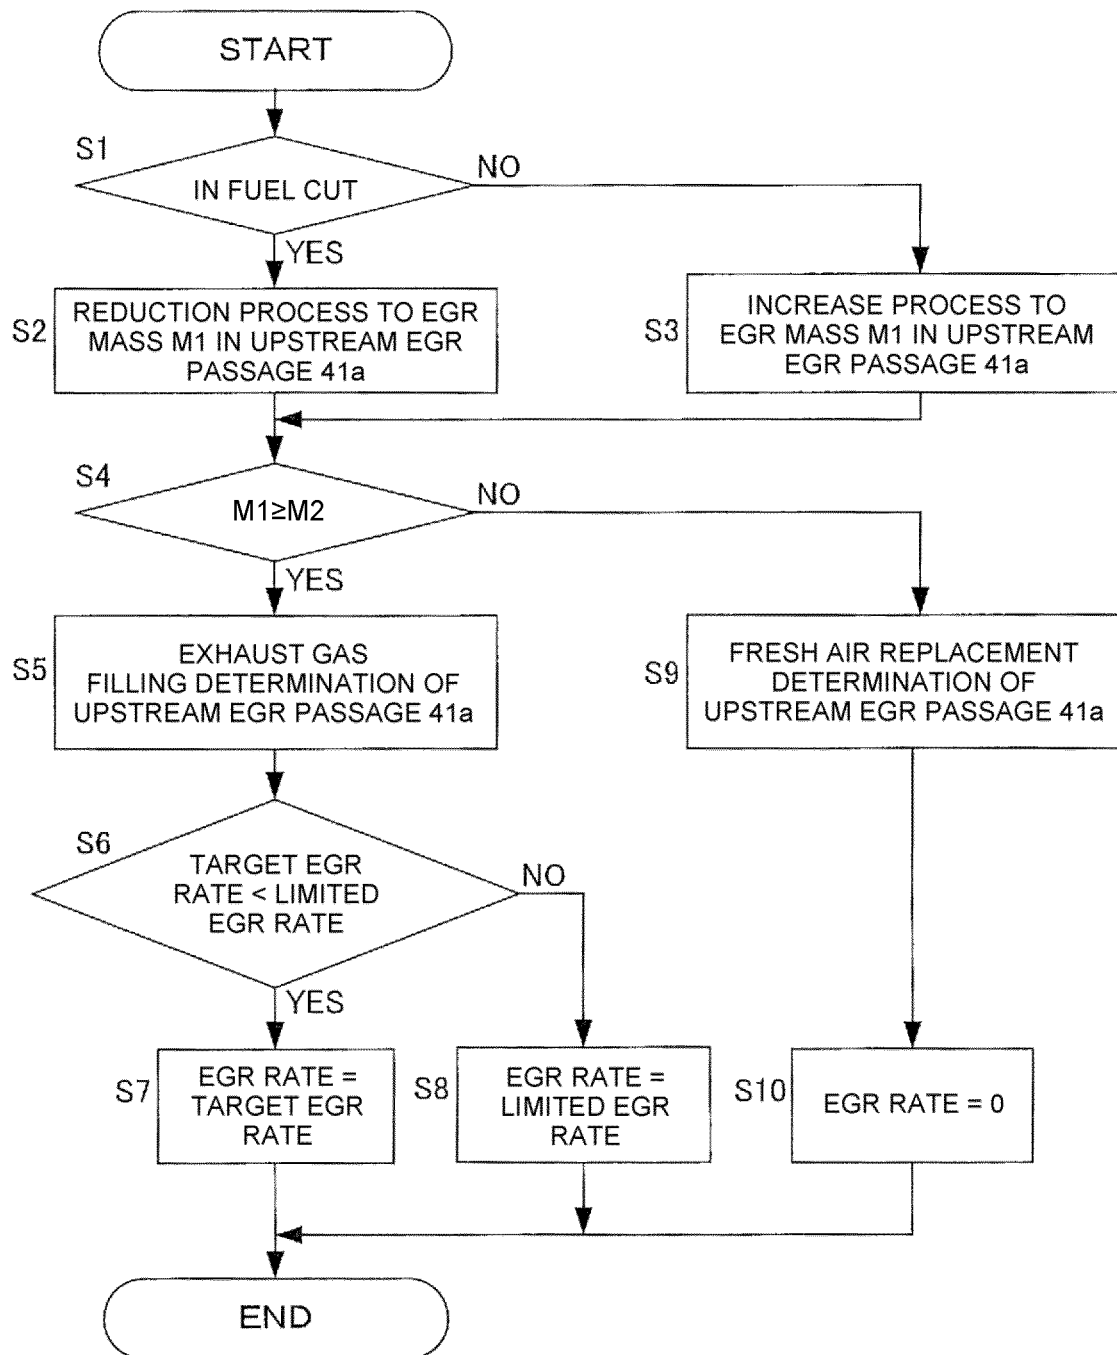 START
S1
IN FUEL CUT
NO
YES
S2
REDUCTION PROCESS TO EGR
MASS M1 IN UPSTREAM EGR
PASSAGE 41a
S3
INCREASE PROCESS TO
EGR MASS M1 IN UPSTREAM
EGR PASSAGE 41a
S4
M1≥M2
NO
YES
S5
EXHAUST GAS
FILLING DETERMINATION OF
UPSTREAM EGR PASSAGE 41a
S9
FRESH AIR REPLACEMENT
DETERMINATION OF
UPSTREAM EGR PASSAGE 41a
S6
TARGET EGR
RATE < LIMITED
EGR RATE
NO
YES
S7
EGR RATE =
TARGET EGR
RATE
S8
EGR RATE =
LIMITED EGR
RATE
S10
EGR RATE = 0
END